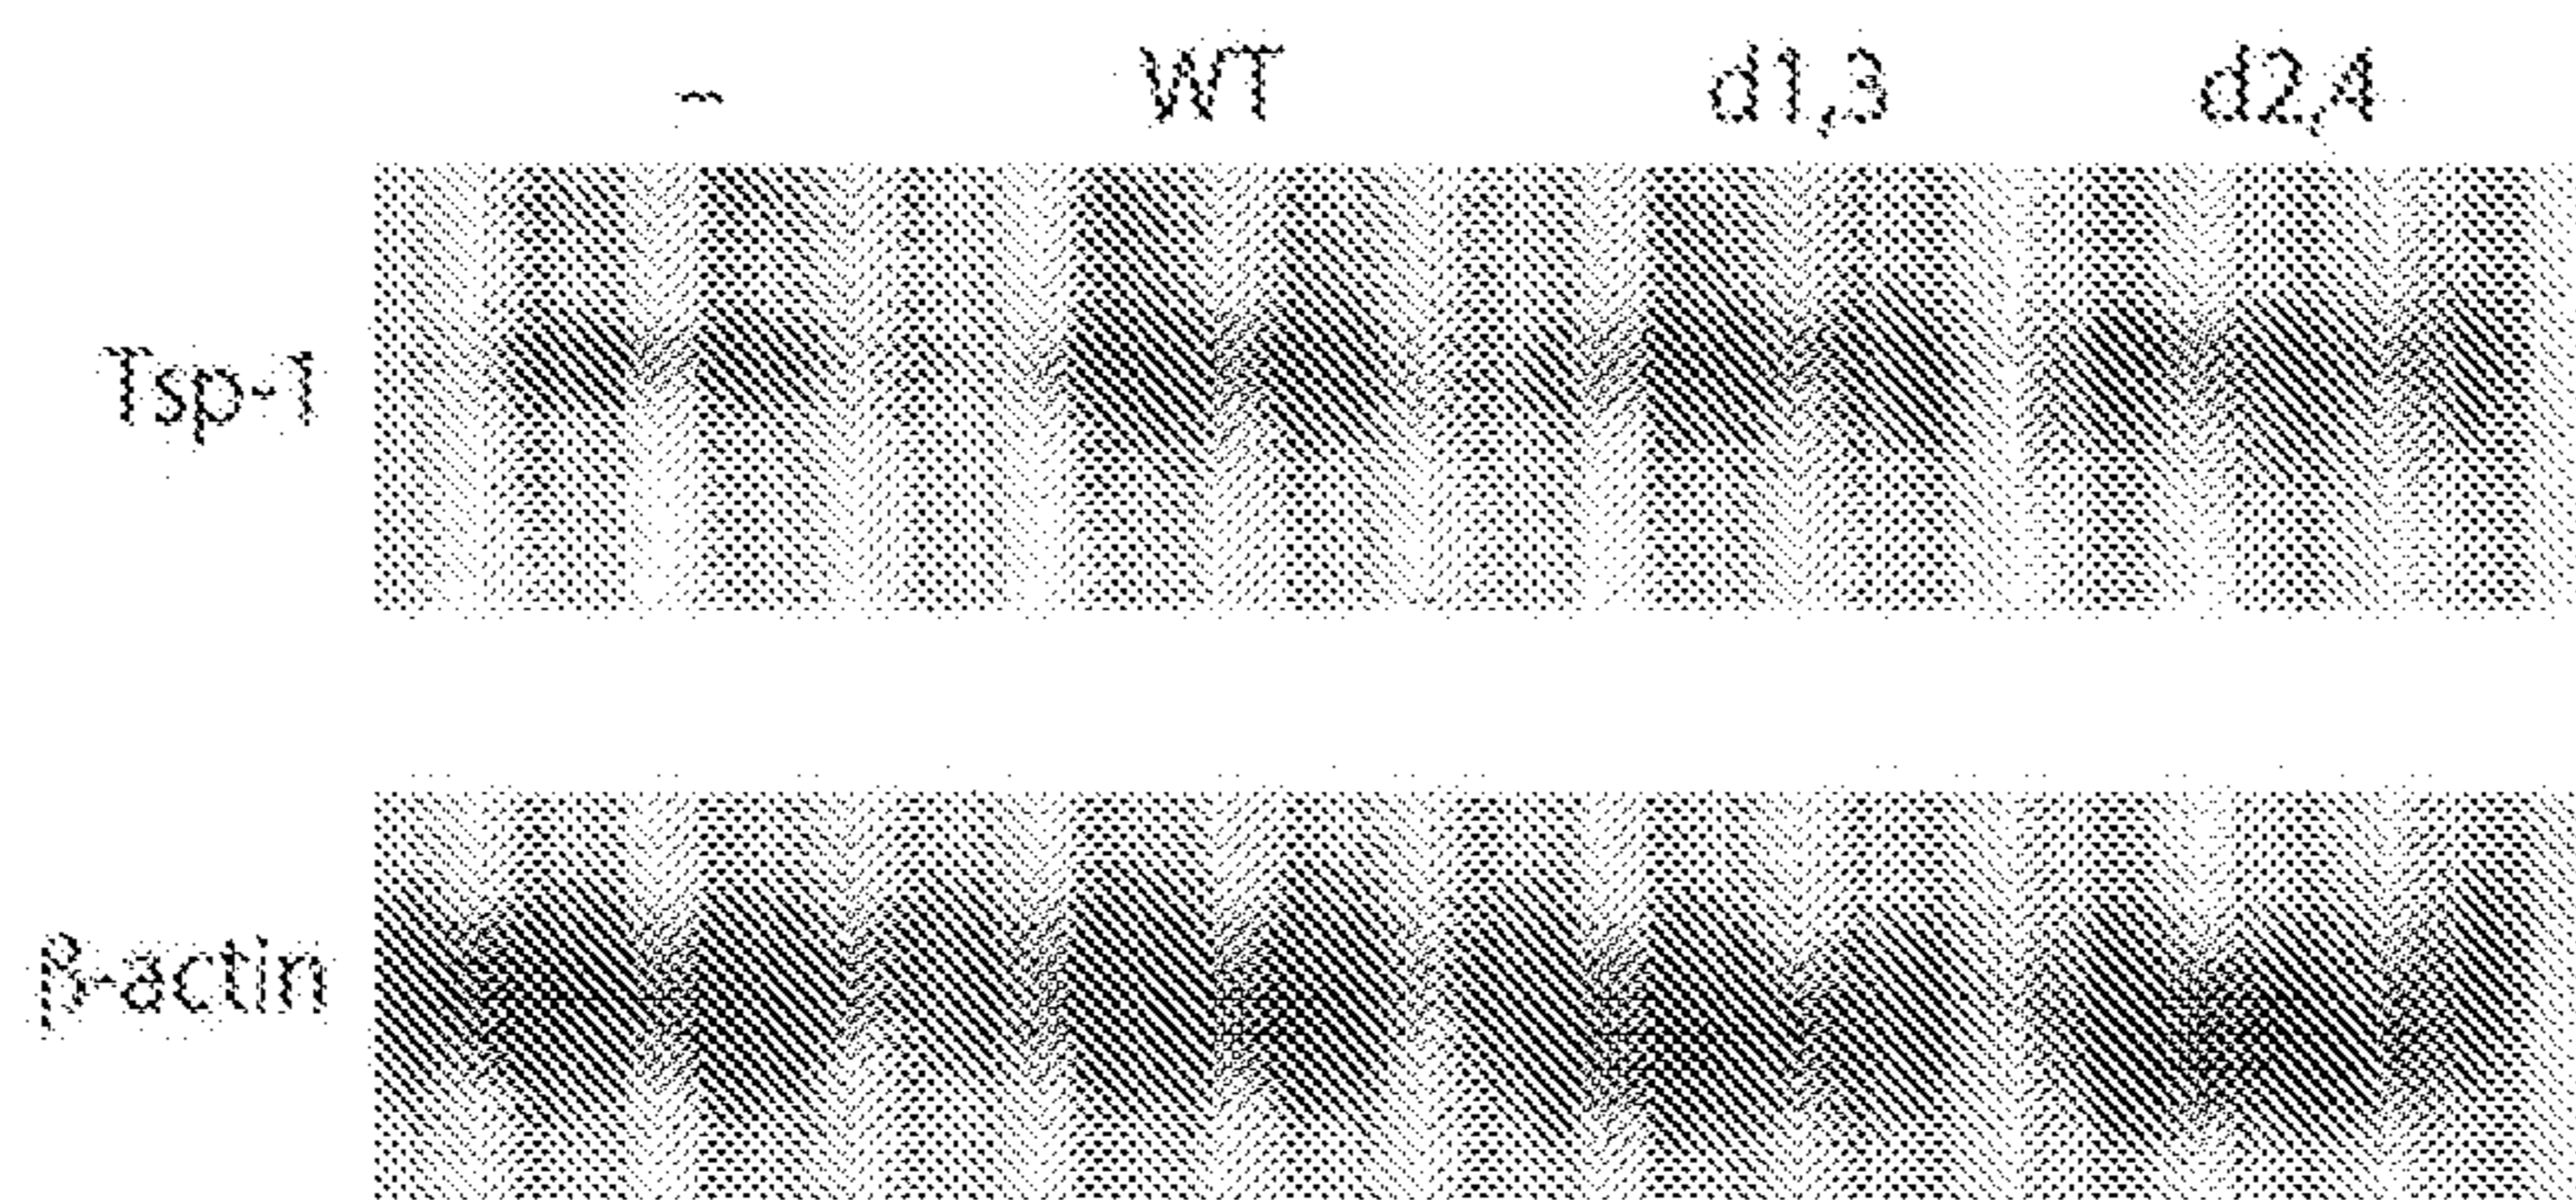 - WT d1,3 d2,4
Tsp-1
β-actin